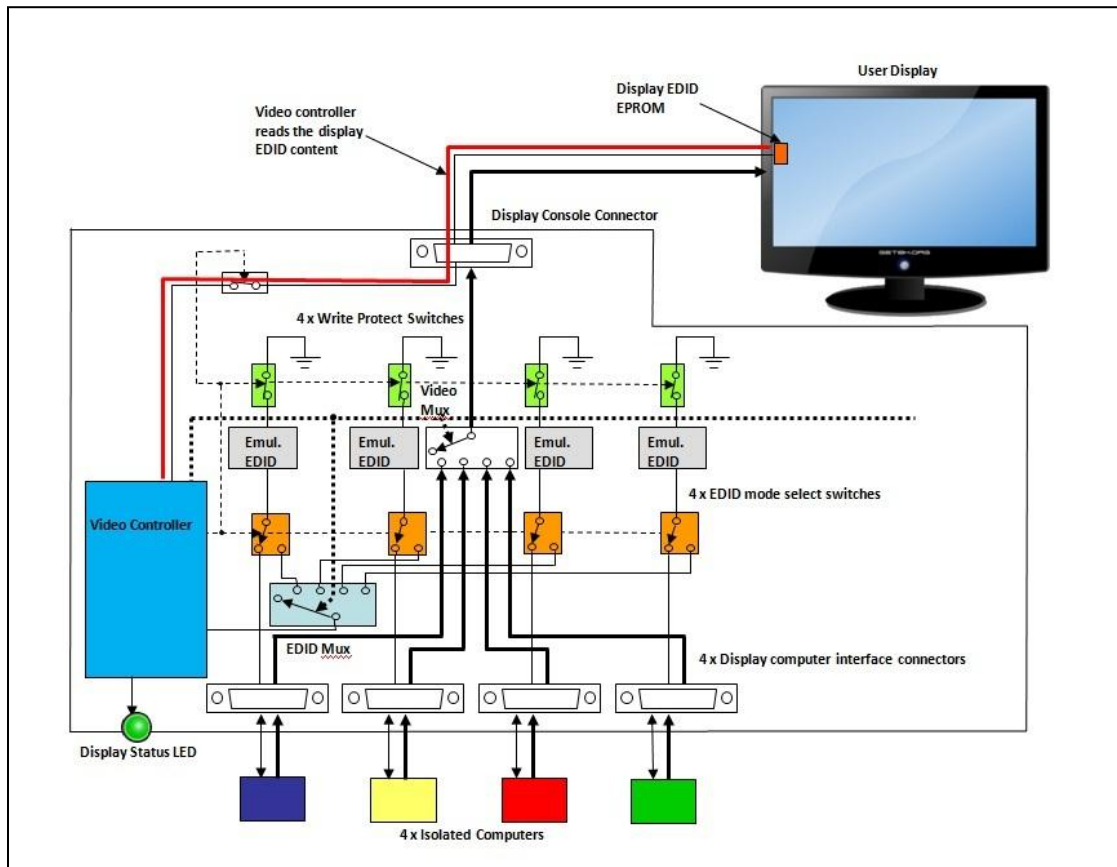 User Display
Display EDID
EPROM
Video controller
reads the display
EDID content
Display Console Connector
4 x Write Protect Switches
Video
Mux
Emul.
EDID
Emul.
EDID
Emul.
EDID
Emul.
EDID
4 x EDID mode select switches
Video Controller
EDID Mux
4 x Display computer interface connectors
Display Status LED
4 x Isolated Computers